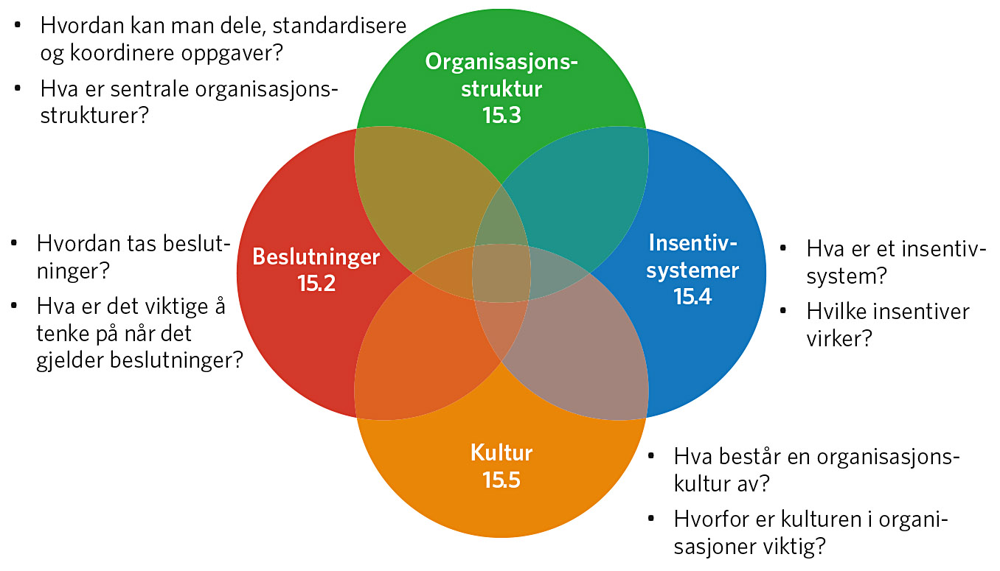 • Hvordan kan man dele, standardisere
og koordinere oppgaver?
• Hva er sentrale organisasjons-
strukturer?
Organisasjons-
struktur
15.3
• Hvordan tas beslut-
ninger?
• Hva er det viktige å
tenke på når det
gjelder beslutninger?
Beslutninger
15.2
Insentiv-
systemer
15.4
• Hva er et insentiv-
system?
• Hvilke insentiver
virker?
Kultur
15.5
• Hva består en organisasjons-
kultur av?
• Hvorfor er kulturen i organi-
sasjoner viktig?